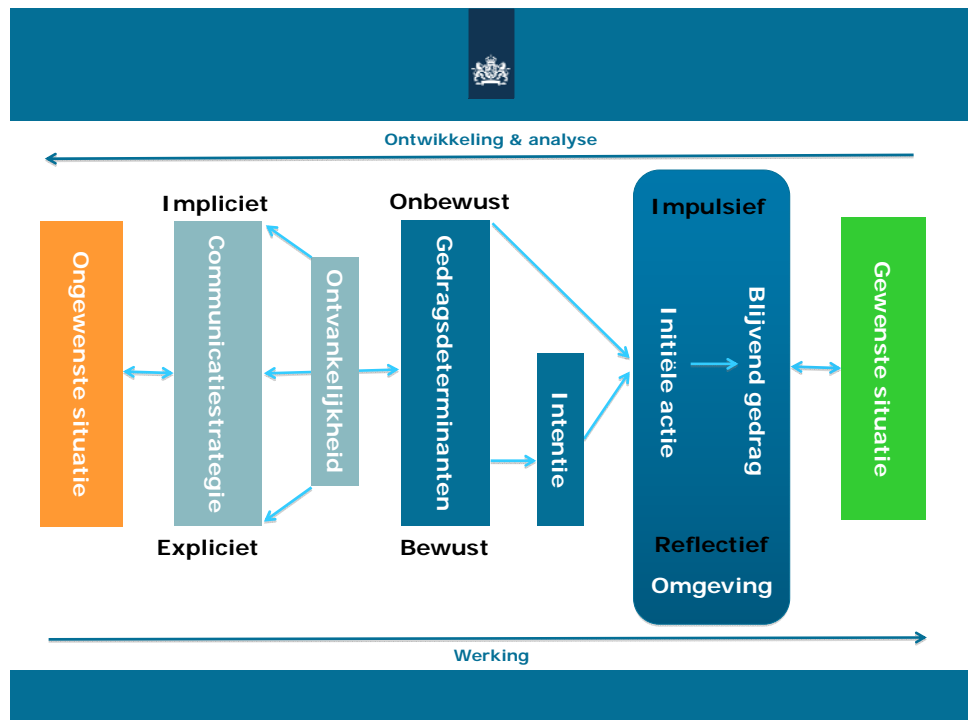 Ontwikkeling & analyse
Impliciet
Onbewust
Impulsief
Ongewenste situatie
Communicatiestrategie
Ontvankelijkheid
Gedragsdeterminanten
Intentie
Initiële actie
Blijvend gedrag
Gewenste situatie
Expliciet
Bewust
Reflectief
Omgeving
Werking